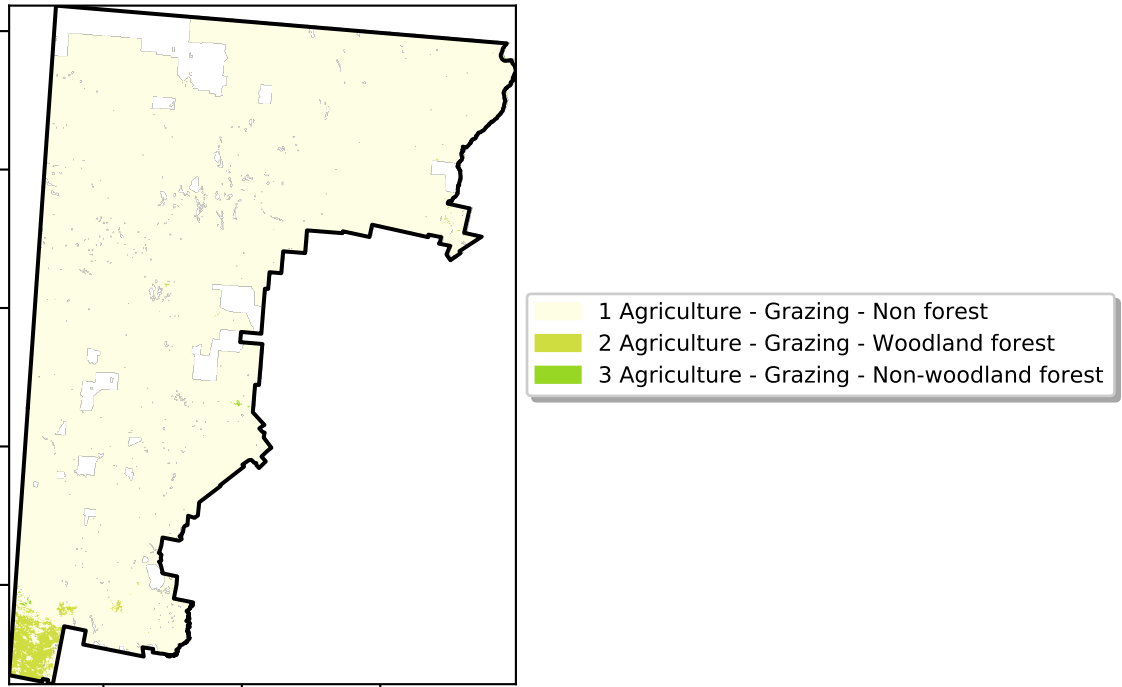 1 Agriculture - Grazing - Non forest
2 Agriculture - Grazing - Woodland forest
3 Agriculture - Grazing - Non-woodland forest